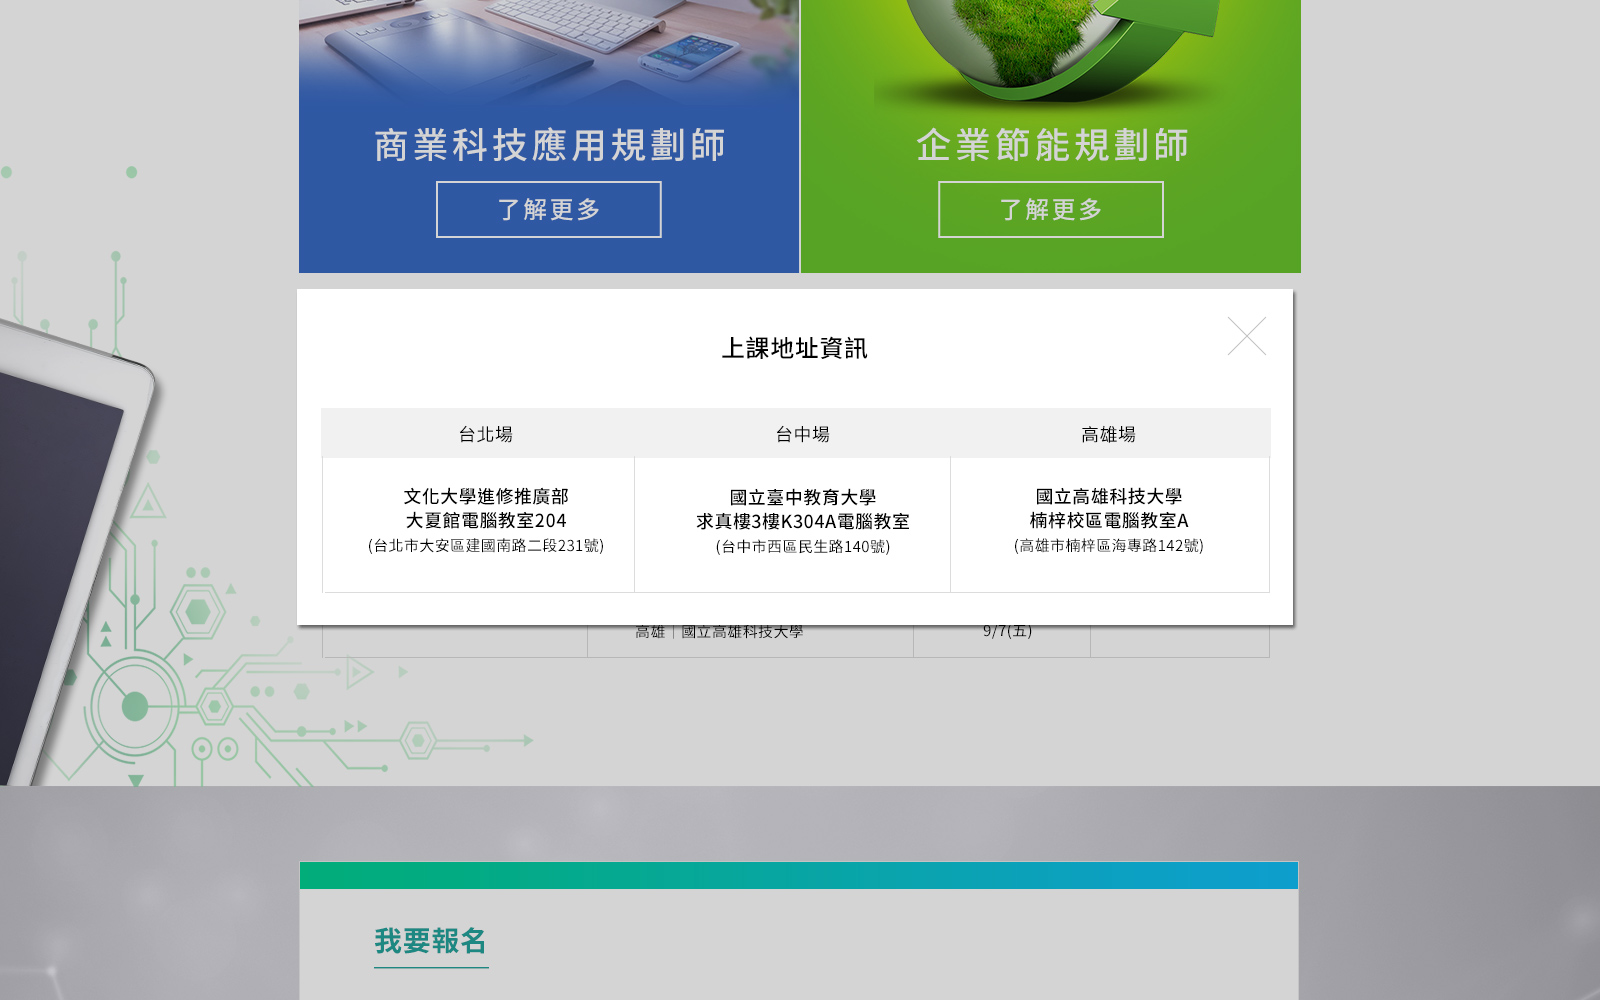 商業科技應用規劃師
了解更多
企業節能規劃師
了解更多
上課地址資訊
台北場
台中場
高雄場
文化大學進修推廣部
大夏館電腦教室204
(台北市大安區建國南路二段231號)
國立臺中教育大學
求真樓3樓K304A電腦教室
(台中市西區民生路140號)
國立高雄科技大學
楠梓校區電腦教室A
(高雄市楠梓區海專路142號)
高雄｜國立高雄科技大學
9/7(五)
我要報名